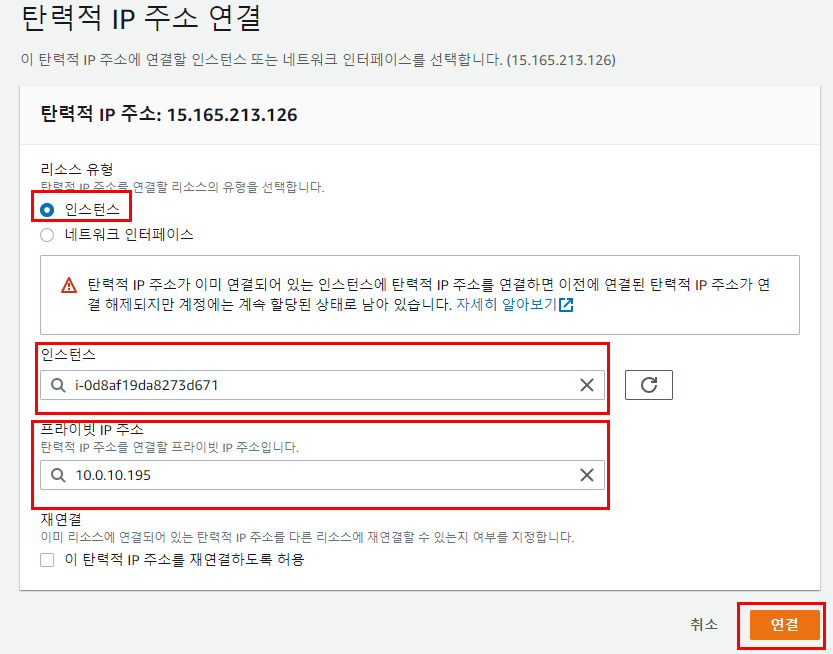 탄력적 IP 주소 연결
이 탄력적 IP 주소에 연결할 인스턴스 또는 네트워크 인터페이스를 선택합니다. (15.165.213.126)
탄력적 IP 주소: 15.165.213.126
리소스 유형
탄력적 IP 주소를 연결할 리소스의 유형을 선택합니다.
인스턴스
네트워크 인터페이스
탄력적 IP 주소가 이미 연결되어 있는 인스턴스에 탄력적 IP 주소를 연결하면 이전에 연결된 탄력적 IP 주소가 연
결 해제되지만 계정에는 계속 할당된 상태로 남아 있습니다. 자세히 알아보기
인스턴스
i-0d8af19da8273d671
프라이빗 IP 주소
탄력적 IP 주소를 연결할 프라이빗 IP 주소입니다.
10.0.10.195
재연결
이미 리소스에 연결되어 있는 탄력적 IP 주소를 다른 리소스에 재연결할 수 있는지 여부를 지정합니다.
이 탄력적 IP 주소를 재연결하도록 허용
취소
연결